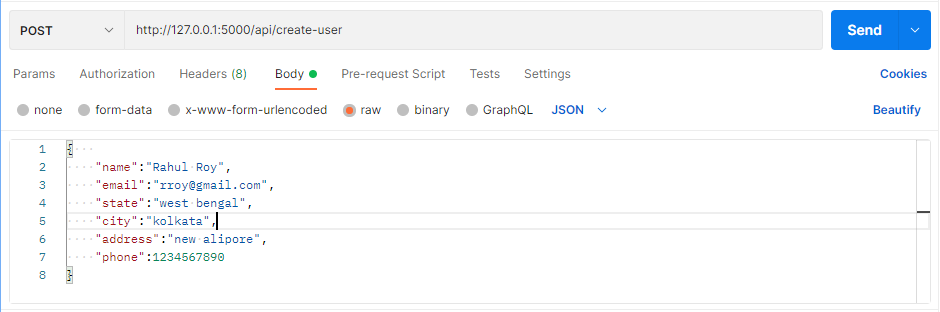 POST http://127.0.0.1:5000/api/create-user Send
Params Authorization Headers (8) Body Pre-request Script Tests Settings Cookies
none form-data x-www-form-urlencoded raw binary GraphQL JSON Beautify
1 {
2 "name":"Rahul Roy",
3 "email":"rroy@gmail.com",
4 "state":"west bengal",
5 "city":"kolkata",
6 "address":"new alipore",
7 "phone":1234567890
8 }